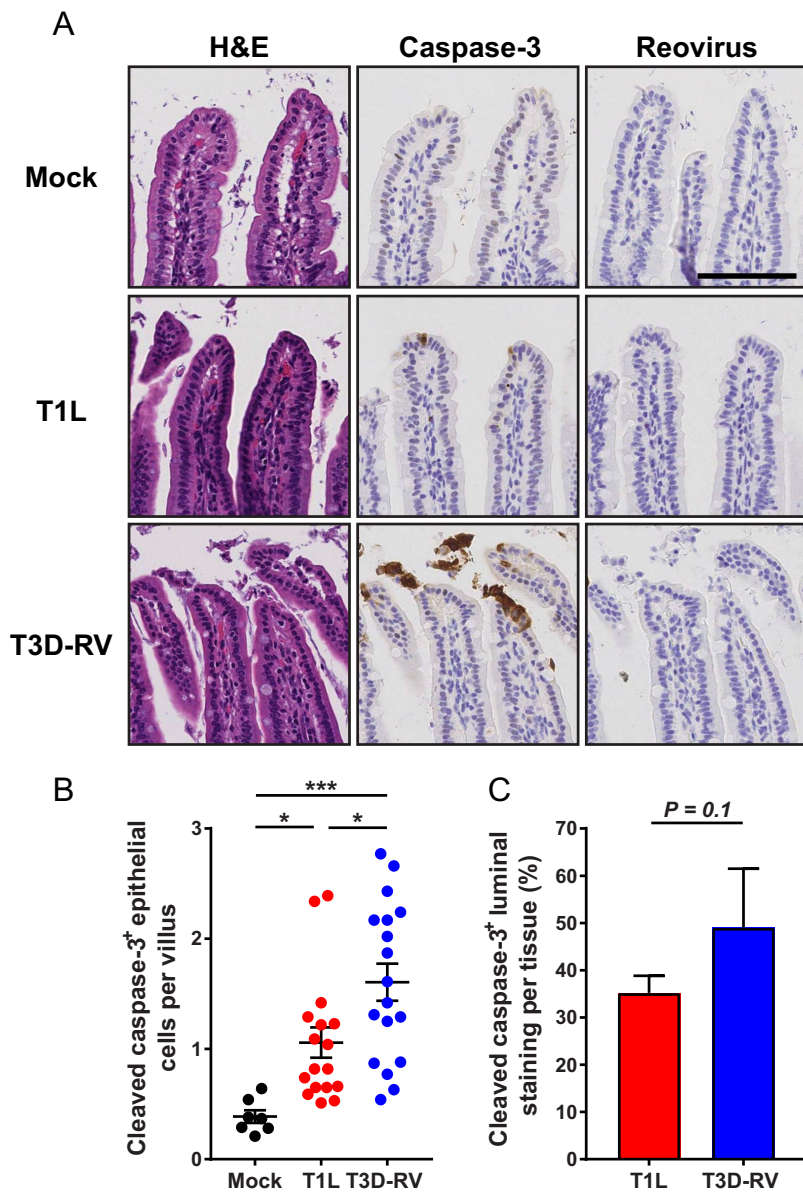 A
H&E Caspase-3 Reovirus
Mock
T1L
T3D-RV
B
Cleaved caspase-3+ epithelial
cells per villus
3
2
1
0
***
* *
Mock T1L T3D-RV
C
Cleaved caspase-3+ luminal
staining per tissue (%)
70
60
50
40
30
20
10
0
P = 0.1
T1L T3D-RV